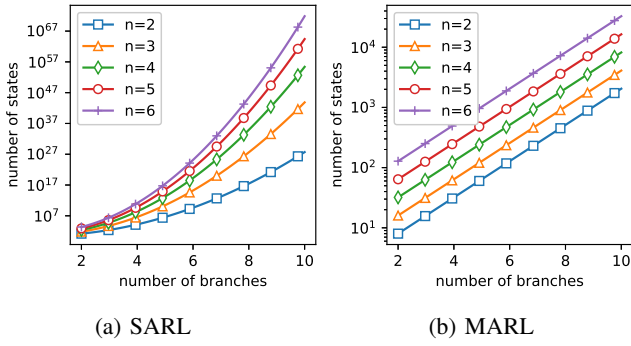 n=2
n=3
n=4
n=5
n=6
10^67
10^57
10^47
10^37
10^27
10^17
10^7
number of states
2 4 6 8 10
number of branches
(a) SARL
n=2
n=3
n=4
n=5
n=6
10^4
10^3
10^2
10^1
number of states
2 4 6 8 10
number of branches
(b) MARL